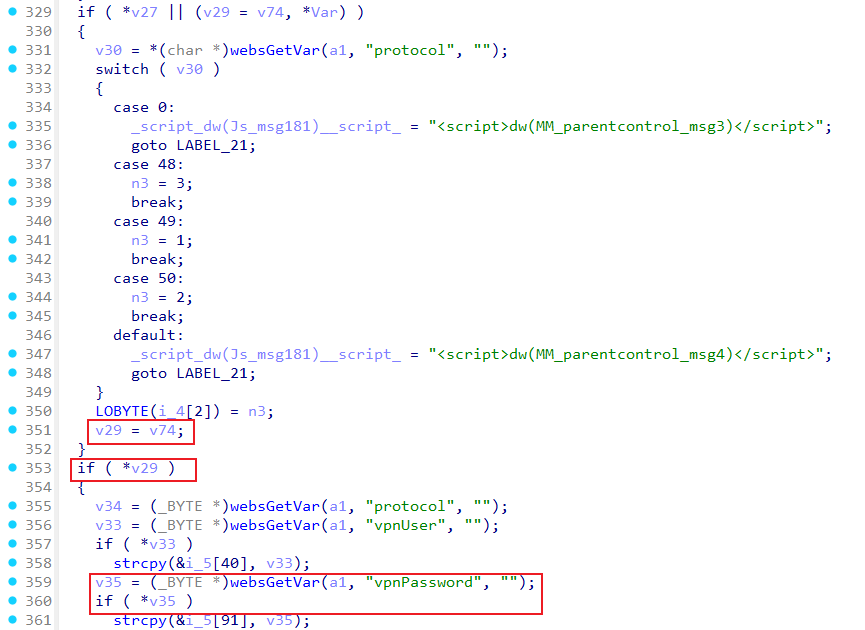 329 if ( *v27 || (v29 = v74, *Var) )
330 {
331 v30 = *(char *)websGetVar(a1, "protocol", "");
332 switch ( v30 )
333 {
334 case 0:
335 _script_dw(Js_msg181)__script_ = "<script>dw(MM_parentcontrol_msg3)</script>";
336 goto LABEL_21;
337 case 48:
338 n3 = 3;
339 break;
340 case 49:
341 n3 = 1;
342 break;
343 case 50:
344 n3 = 2;
345 break;
346 default:
347 _script_dw(Js_msg181)__script_ = "<script>dw(MM_parentcontrol_msg4)</script>";
348 goto LABEL_21;
349 }
350 LOBYTE(i_4[2]) = n3;
351 v29 = v74;
352 }
353 if ( *v29 )
354 {
355 v34 = (_BYTE *)websGetVar(a1, "protocol", "");
356 v33 = (_BYTE *)websGetVar(a1, "vpnUser", "");
357 if ( *v33 )
358 strcpy(&i_5[40], v33);
359 v35 = (_BYTE *)websGetVar(a1, "vpnPassword", "");
360 if ( *v35 )
361 strcpy(&i_5[91], v35);